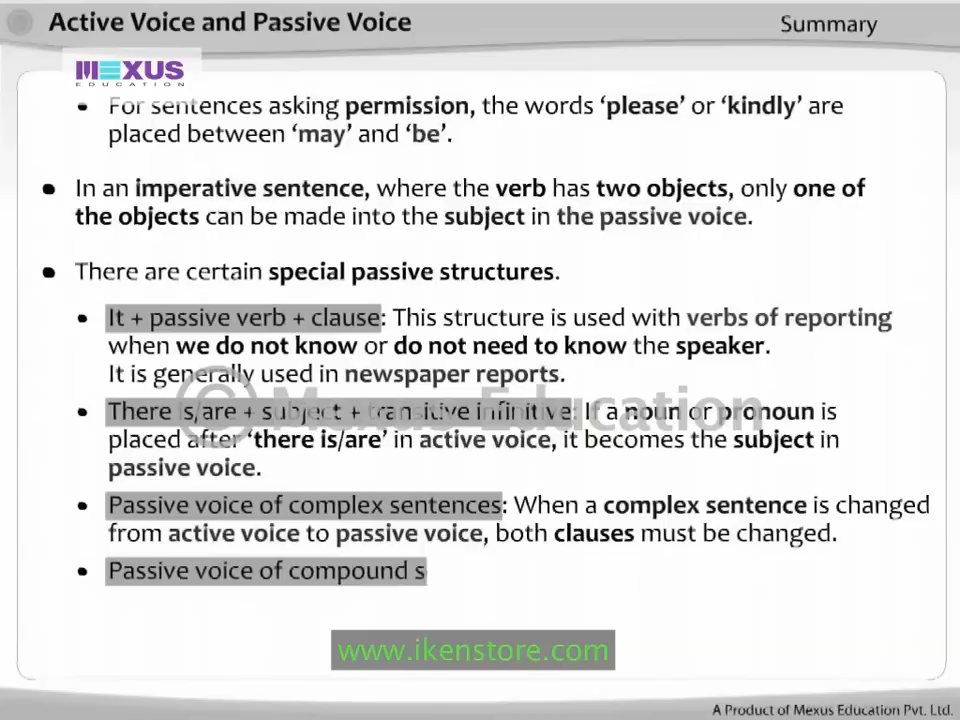 Active Voice and Passive Voice
Summary
MEXUS
EDUCATION
• For sentences asking permission, the words ‘please’ or ‘kindly’ are
placed between ‘may’ and ‘be’.
• In an imperative sentence, where the verb has two objects, only one of
the objects can be made into the subject in the passive voice.
• There are certain special passive structures.
• It + passive verb + clause: This structure is used with verbs of reporting
when we do not know or do not need to know the speaker.
It is generally used in newspaper reports.
© Mexus Education
• There is/are + subject + transitive infinitive: If a noun or pronoun is
placed after ‘there is/are’ in active voice, it becomes the subject in
passive voice.
• Passive voice of complex sentences: When a complex sentence is changed
from active voice to passive voice, both clauses must be changed.
• Passive voice of compound s
www.ikenstore.com
A Product of Mexus Education Pvt. Ltd.